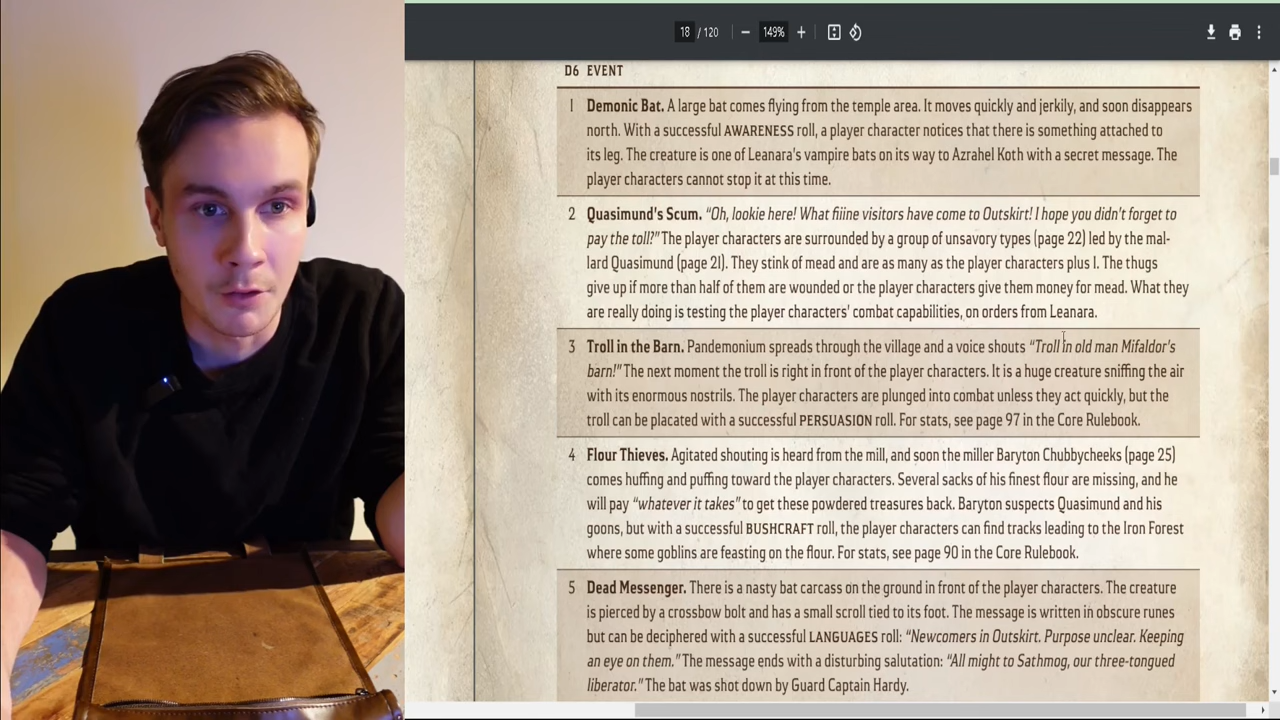 18 / 120
149%
D6 EVENT
1 Demonic Bat. A large bat comes flying from the temple area. It moves quickly and jerkily, and soon disappears
north. With a successful AWARENESS roll, a player character notices that there is something attached to
its leg. The creature is one of Leanara's vampire bats on its way to Azrahel Koth with a secret message. The
player characters cannot stop it at this time.
2 Quasimund's Scum. "Oh, lookie here! What fiiine visitors have come to Outskirt! I hope you didn't forget to
pay the toll?" The player characters are surrounded by a group of unsavory types (page 22) led by the mal-
lard Quasimund (page 21). They stink of mead and are as many as the player characters plus 1. The thugs
give up if more than half of them are wounded or the player characters give them money for mead. What they
are really doing is testing the player characters' combat capabilities, on orders from Leanara.
3 Troll in the Barn. Pandemonium spreads through the village and a voice shouts "Troll in old man Mifaldor's
barn!" The next moment the troll is right in front of the player characters. It is a huge creature sniffing the air
with its enormous nostrils. The player characters are plunged into combat unless they act quickly, but the
troll can be placated with a successful PERSUASION roll. For stats, see page 97 in the Core Rulebook.
4 Flour Thieves. Agitated shouting is heard from the mill, and soon the miller Baryton Chubbycheeks (page 25)
comes huffing and puffing toward the player characters. Several sacks of his finest flour are missing, and he
will pay "whatever it takes" to get these powdered treasures back. Baryton suspects Quasimund and his
goons, but with a successful BUSHCRAFT roll, the player characters can find tracks leading to the Iron Forest
where some goblins are feasting on the flour. For stats, see page 90 in the Core Rulebook.
5 Dead Messenger. There is a nasty bat carcass on the ground in front of the player characters. The creature
is pierced by a crossbow bolt and has a small scroll tied to its foot. The message is written in obscure runes
but can be deciphered with a successful LANGUAGES roll: "Newcomers in Outskirt. Purpose unclear. Keeping
an eye on them." The message ends with a disturbing salutation: "All might to Sathmog, our three-tongued
liberator." The bat was shot down by Guard Captain Hardy.